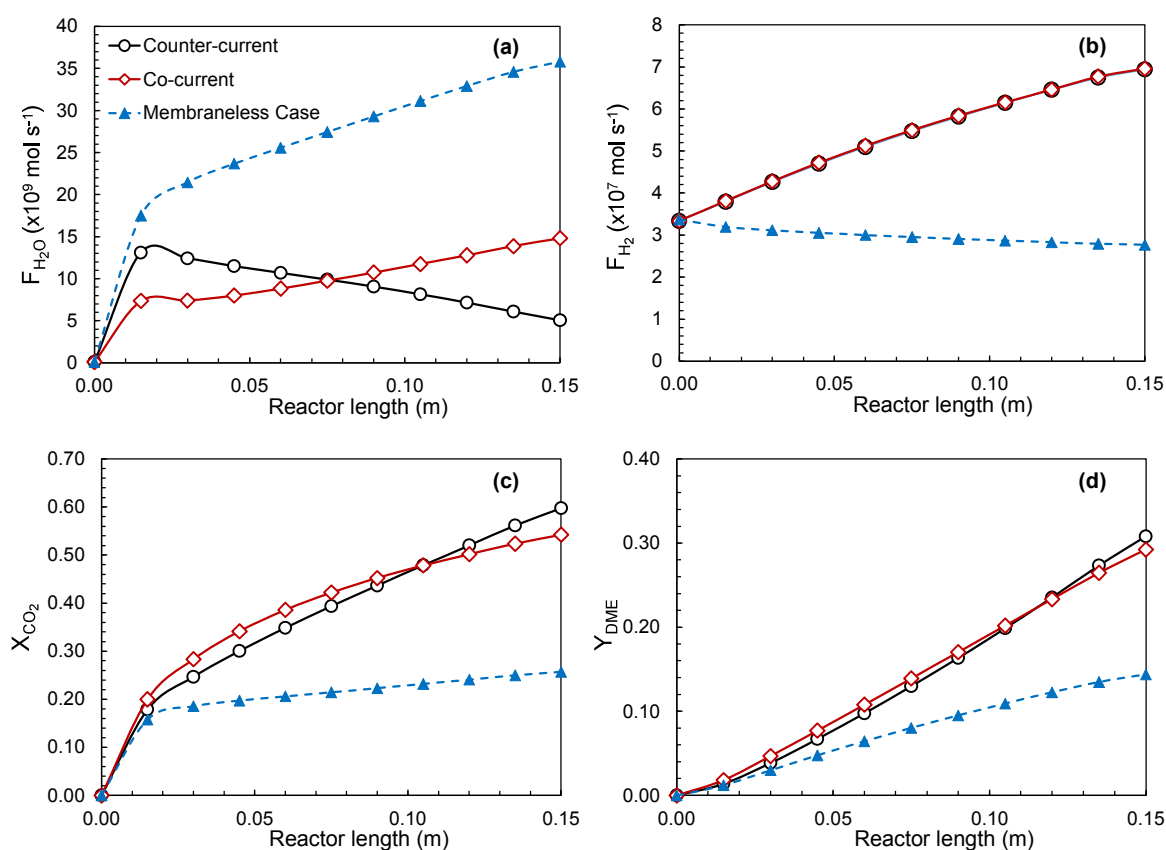 (a)
Counter-current
Co-current
Membraneless Case
F_H₂O (x10⁹ mol s⁻¹)
40
35
30
25
20
15
10
5
0
0.00 0.05 0.10 0.15
Reactor length (m)
(b)
F_H₂ (x10⁷ mol s⁻¹)
8
7
6
5
4
3
2
1
0
0.00 0.05 0.10 0.15
Reactor length (m)
(c)
X_CO₂
0.70
0.60
0.50
0.40
0.30
0.20
0.10
0.00
0.00 0.05 0.10 0.15
Reactor length (m)
(d)
Y_DME
0.40
0.30
0.20
0.10
0.00
0.00 0.05 0.10 0.15
Reactor length (m)